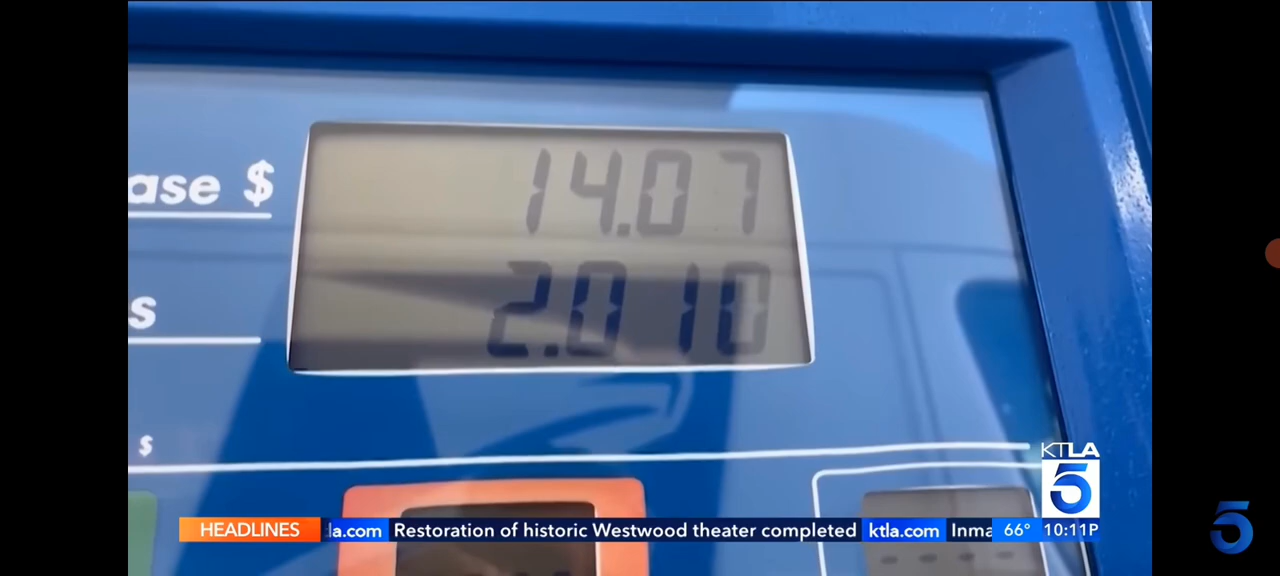 ase $
14.07
s
2.010
$
KTLA
5
HEADLINES
la.com Restoration of historic Westwood theater completed ktla.com Inma
66° 10:11P
5